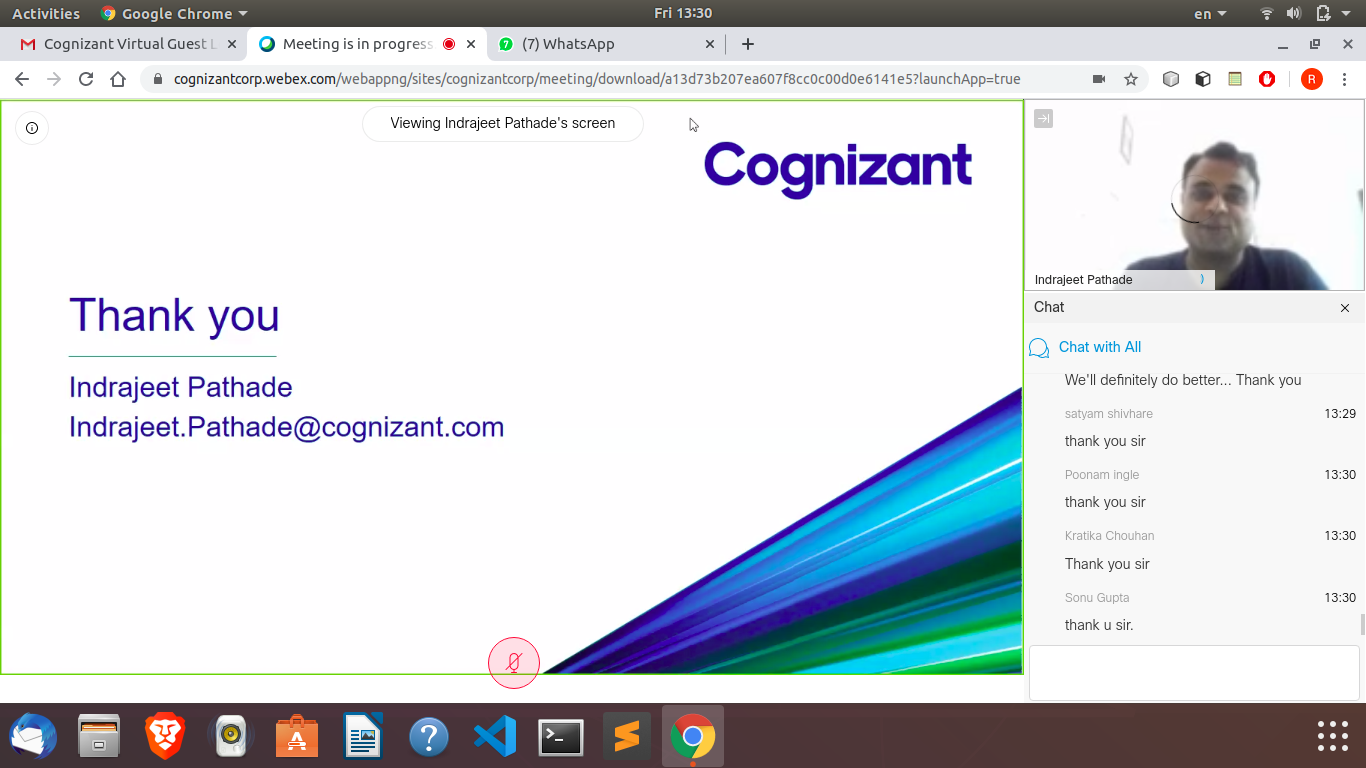 Activities
Google Chrome
Fri 13:30
en
Cognizant Virtual Guest L
Meeting is in progress
(7) WhatsApp
cognizantcorp.webex.com/webappng/sites/cognizantcorp/meeting/download/a13d73b207ea607f8cc0c00d0e6141e5?launchApp=true
R
Viewing Indrajeet Pathade's screen
Cognizant
Thank you
Indrajeet Pathade
Indrajeet.Pathade@cognizant.com
Indrajeet Pathade
Chat
Chat with All
We'll definitely do better... Thank you
satyam shivhare 13:29
thank you sir
Poonam ingle 13:30
thank you sir
Kratika Chouhan 13:30
Thank you sir
Sonu Gupta 13:30
thank u sir.